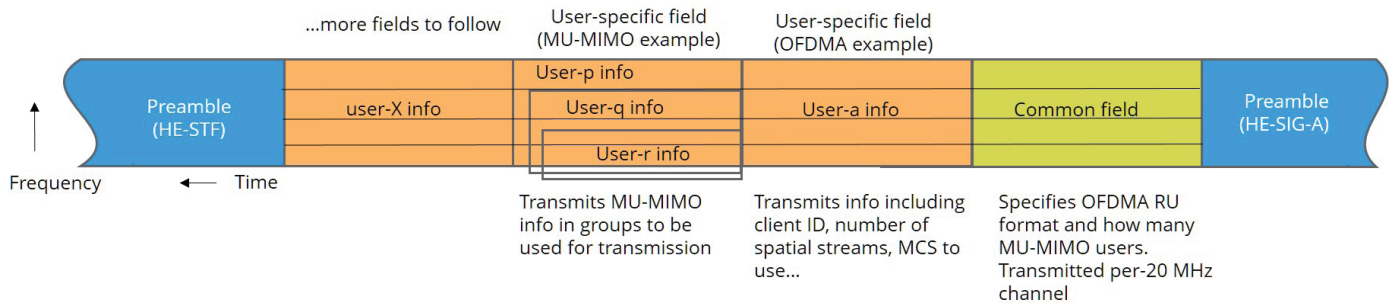 ...more fields to follow
User-specific field
(MU-MIMO example)
User-specific field
(OFDMA example)
Preamble
(HE-STF)
user-X info
User-p info
User-q info
User-r info
User-a info
Common field
Preamble
(HE-SIG-A)
Frequency
Time
Transmits MU-MIMO
info in groups to be
used for transmission
Transmits info including
client ID, number of
spatial streams, MCS to
use...
Specifies OFDMA RU
format and how many
MU-MIMO users.
Transmitted per-20 MHz
channel